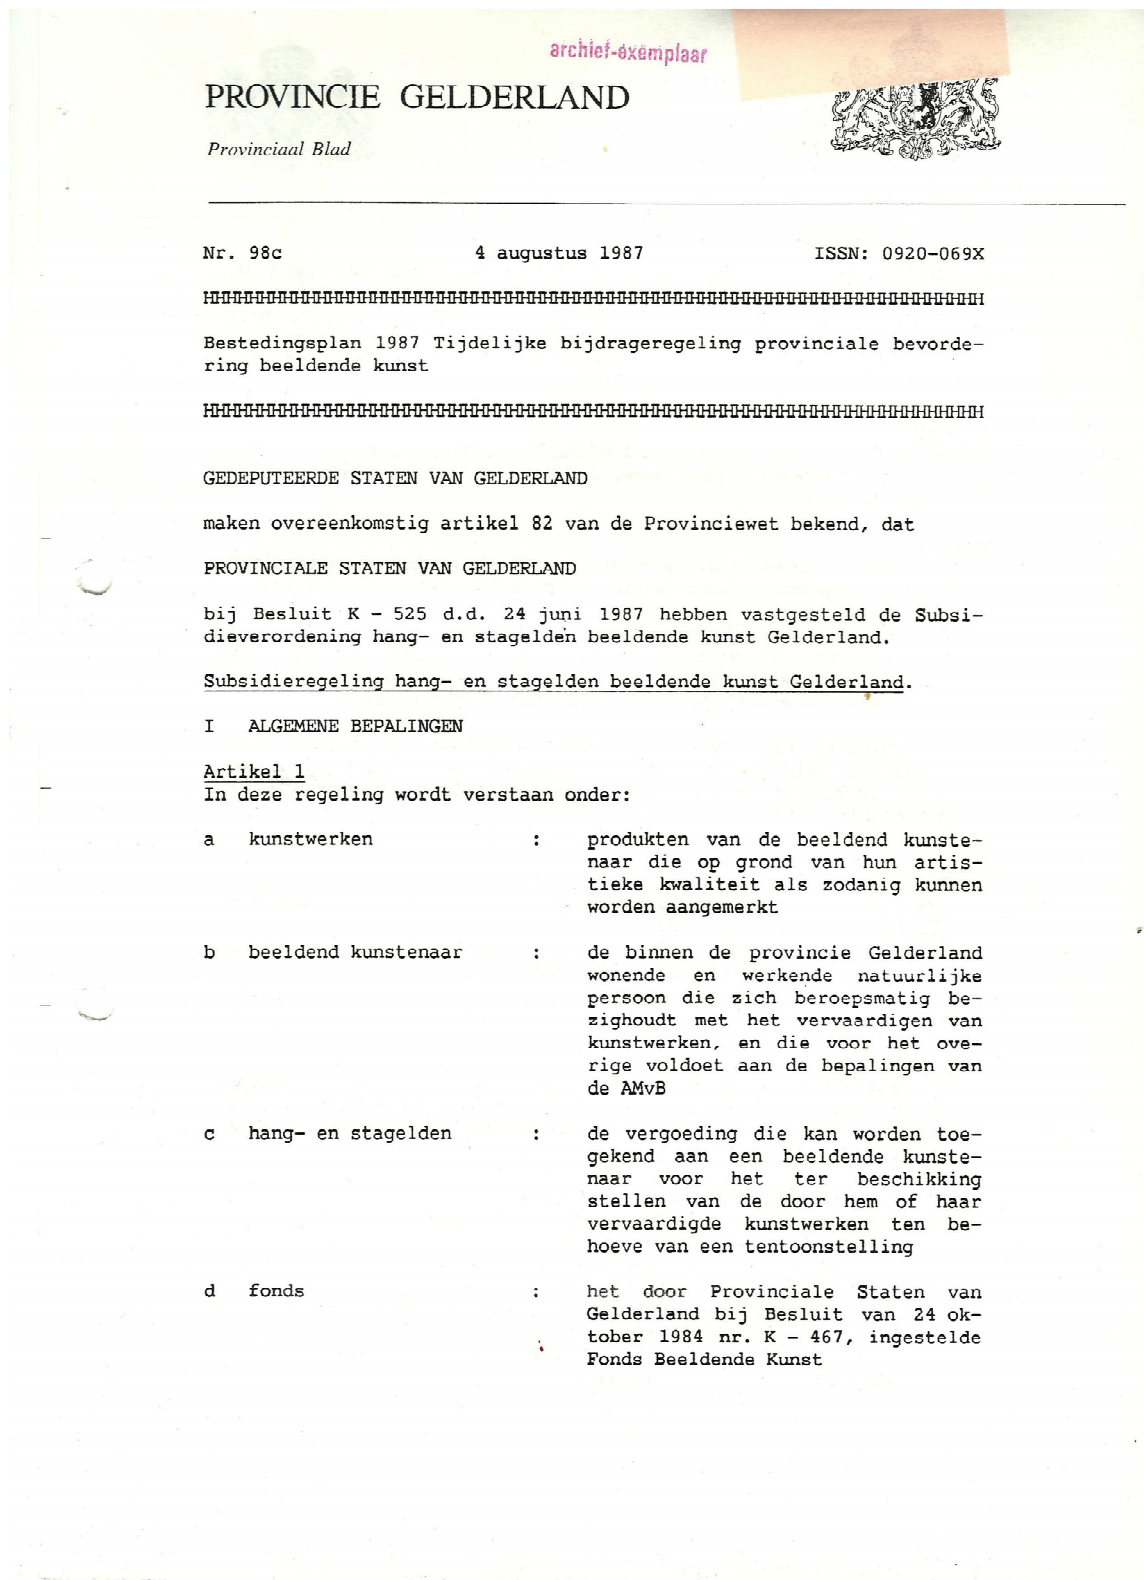 archief-exemplaar
PROVINCIE GELDERLAND
Provinciaal Blad
Nr. 98c 4 augustus 1987 ISSN: 0920-069X
Bestedingsplan 1987 Tijdelijke bijdrageregeling provinciale bevorde-
ring beeldende kunst
GEDEPUTEERDE STATEN VAN GELDERLAND
maken overeenkomstig artikel 82 van de Provinciewet bekend, dat
PROVINCIALE STATEN VAN GELDERLAND
bij Besluit K - 525 d.d. 24 juni 1987 hebben vastgesteld de Subsi-
dieverordening hang- en stagelden beeldende kunst Gelderland.
Subsidieregeling hang- en stagelden beeldende kunst Gelderland.
I ALGEMENE BEPALINGEN
Artikel 1
In deze regeling wordt verstaan onder:
a kunstwerken : produkten van de beeldend kunste-
naar die op grond van hun artis-
tieke kwaliteit als zodanig kunnen
worden aangemerkt
b beeldend kunstenaar : de binnen de provincie Gelderland
wonende en werkende natuurlijke
persoon die zich beroepsmatig be-
zighoudt met het vervaardigen van
kunstwerken, en die voor het ove-
rige voldoet aan de bepalingen van
de AMvB
c hang- en stagelden : de vergoeding die kan worden toe-
gekend aan een beeldende kunste-
naar voor het ter beschikking
stellen van de door hem of haar
vervaardigde kunstwerken ten be-
hoeve van een tentoonstelling
d fonds : het door Provinciale Staten van
Gelderland bij Besluit van 24 ok-
tober 1984 nr. K - 467, ingestelde
Fonds Beeldende Kunst